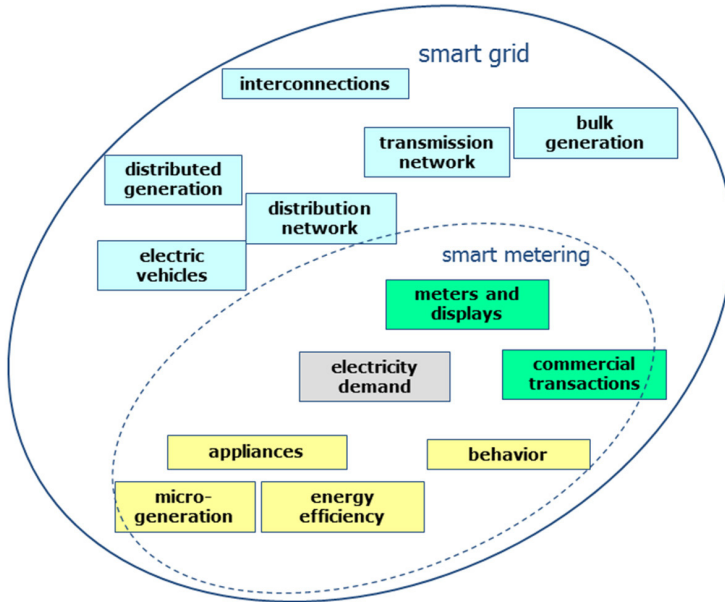 smart grid
interconnections
bulk
generation
transmission
network
distributed
generation
distribution
network
electric
vehicles
smart metering
meters and
displays
electricity
demand
commercial
transactions
appliances
behavior
micro-
generation
energy
efficiency